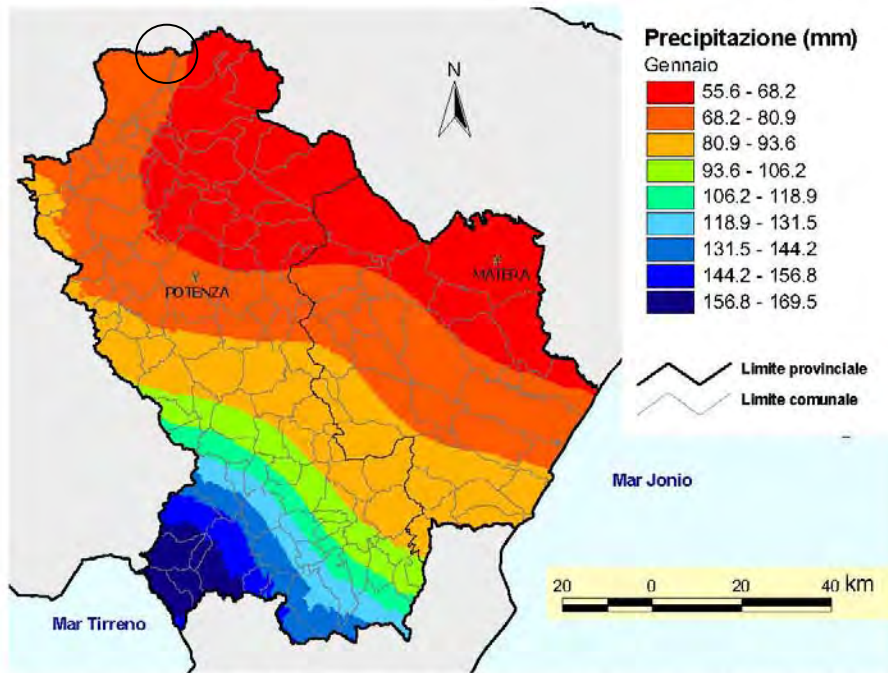 Precipitazione (mm)
Gennaio
55.6 - 68.2
68.2 - 80.9
80.9 - 93.6
93.6 - 106.2
106.2 - 118.9
118.9 - 131.5
131.5 - 144.2
144.2 - 156.8
156.8 - 169.5
N
POTENZA
MATERA
Limite provinciale
Limite comunale
Mar Jonio
20 0 20 40 km
Mar Tirreno